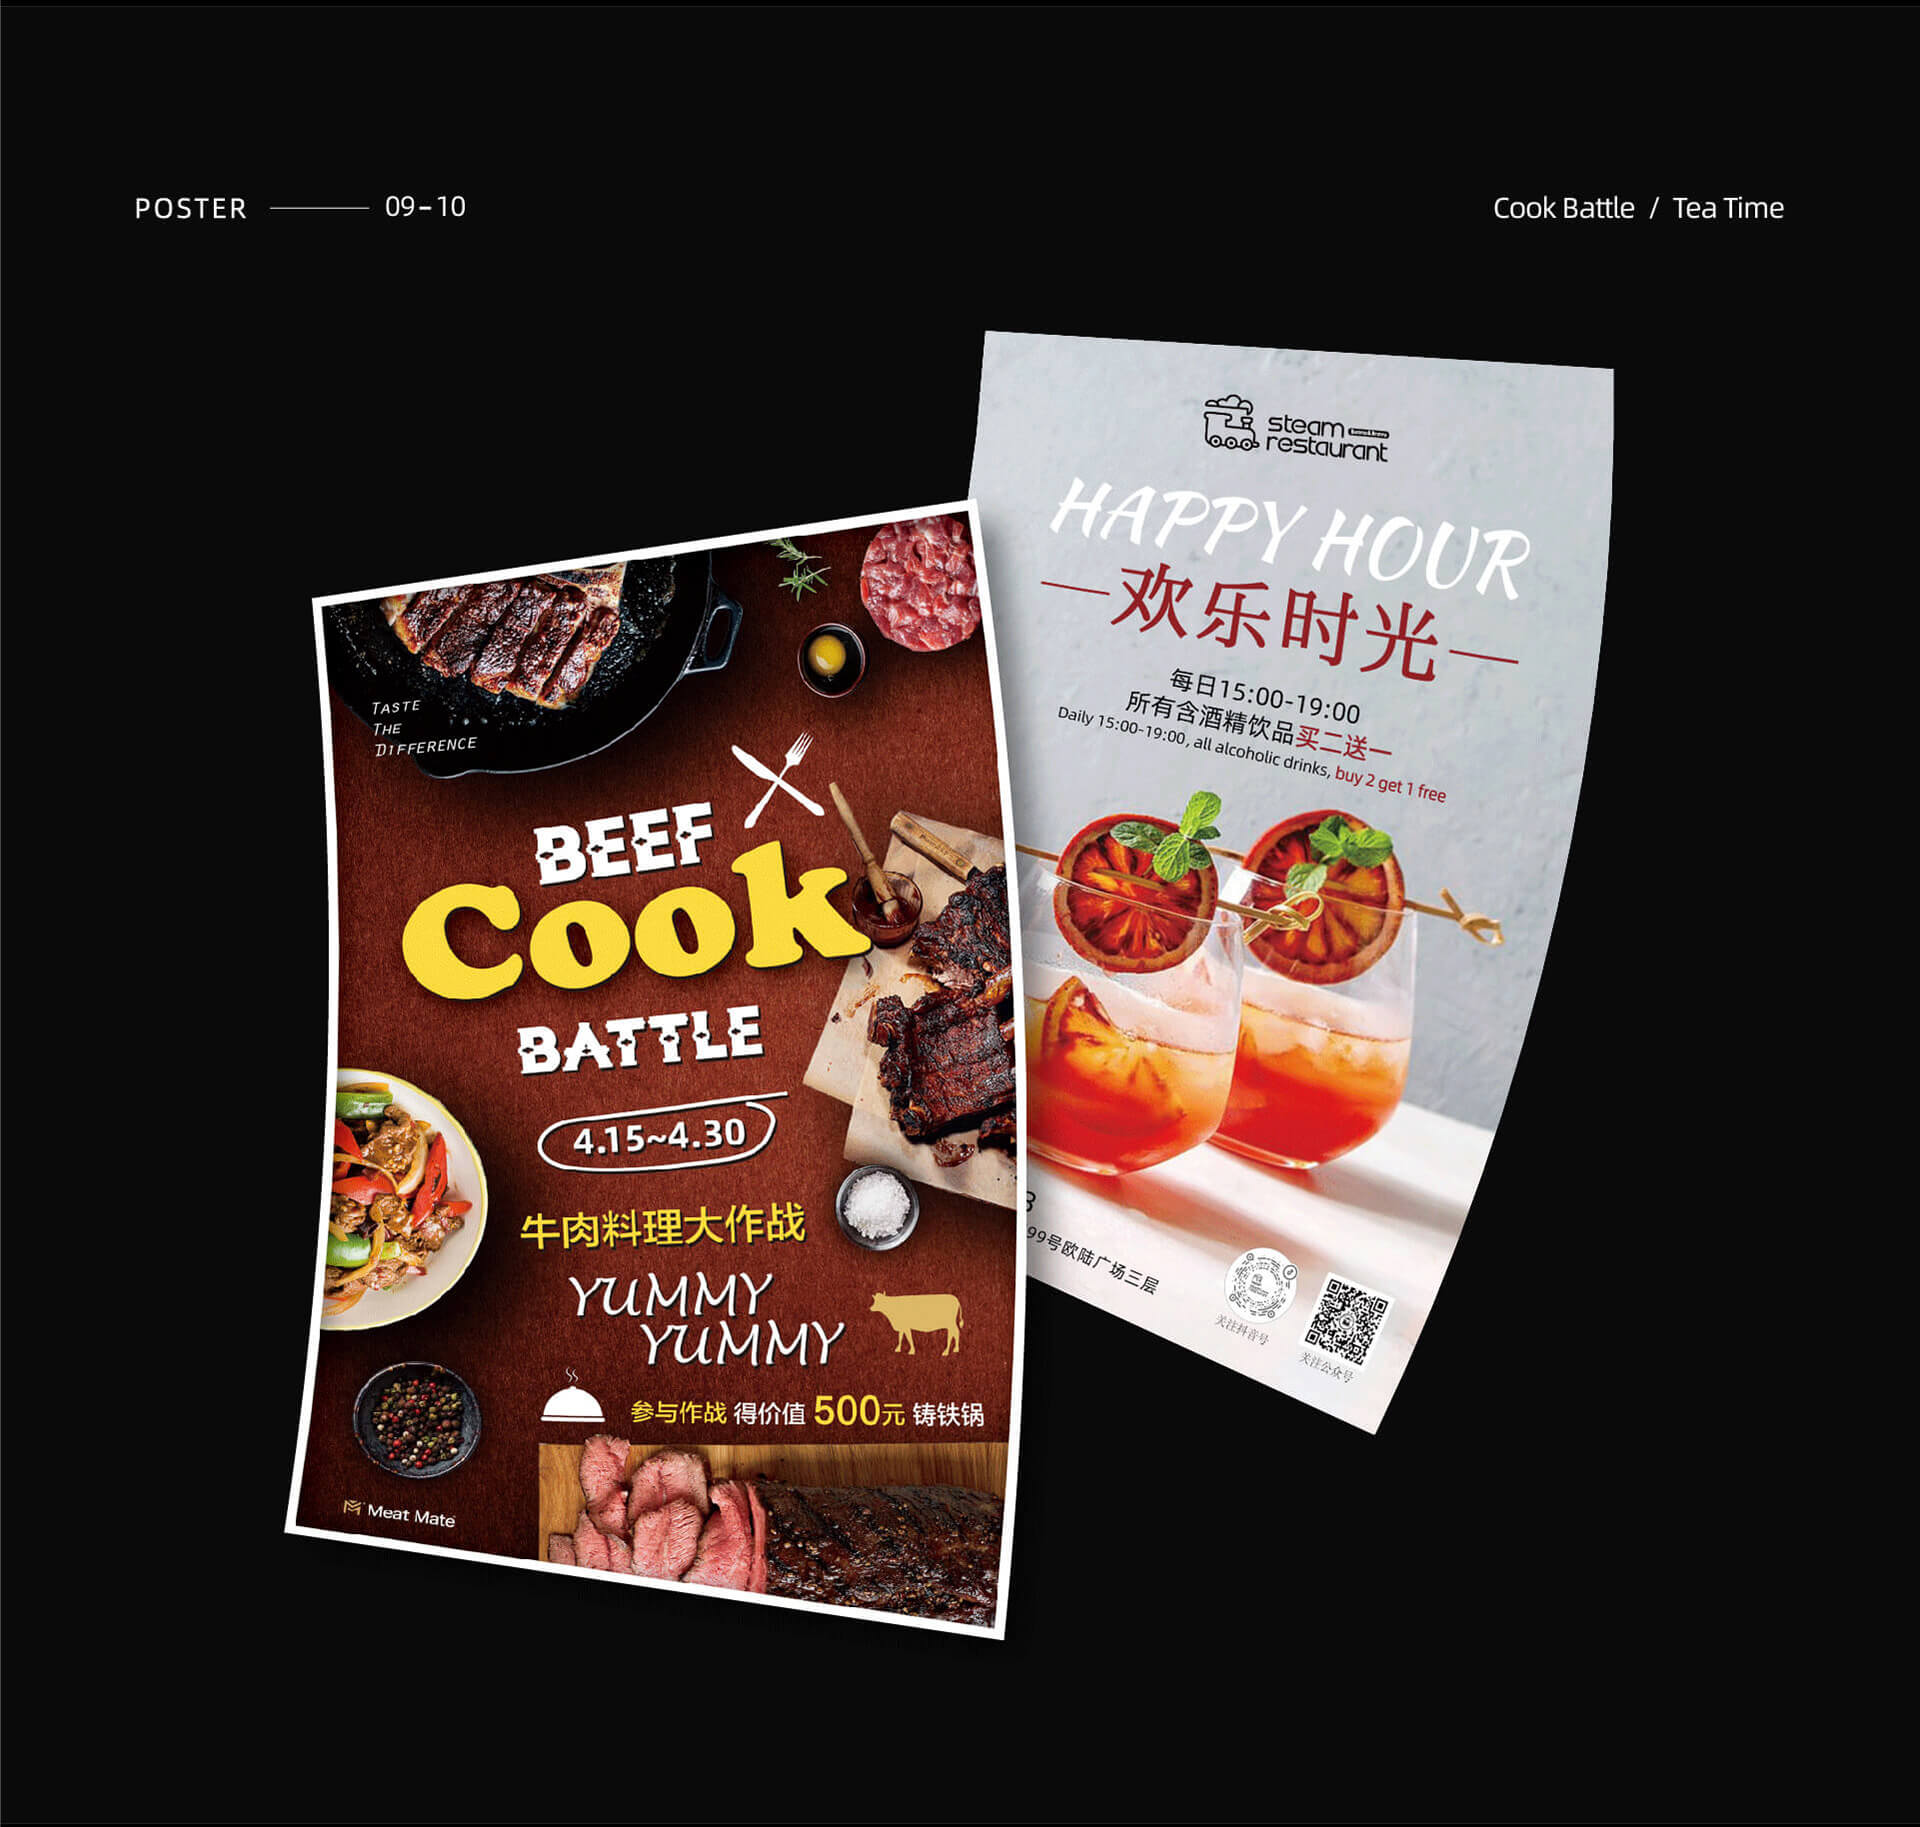 POSTER
09-10
Cook Battle / Tea Time
TASTE
THE
DIFFERENCE
BEEF
Cook
BATTLE
4.15~4.30
牛肉料理大作战
YUMMY
YUMMY
参与作战 得价值 500元 铸铁锅
Meat Mate
steam
restaurant
HAPPY HOUR
欢乐时光
每日15:00-19:00
所有含酒精饮品买二送一
Daily 15:00-19:00, all alcoholic drinks, buy 2 get 1 free
99号欧陆广场三层
关注抖音号
关注公众号